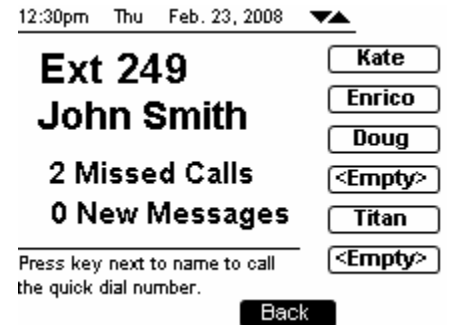 12:30pm Thu Feb. 23, 2008
Ext 249
John Smith
2 Missed Calls
0 New Messages
Kate
Enrico
Doug
<Empty>
Titan
<Empty>
Press key next to name to call
the quick dial number.
Back